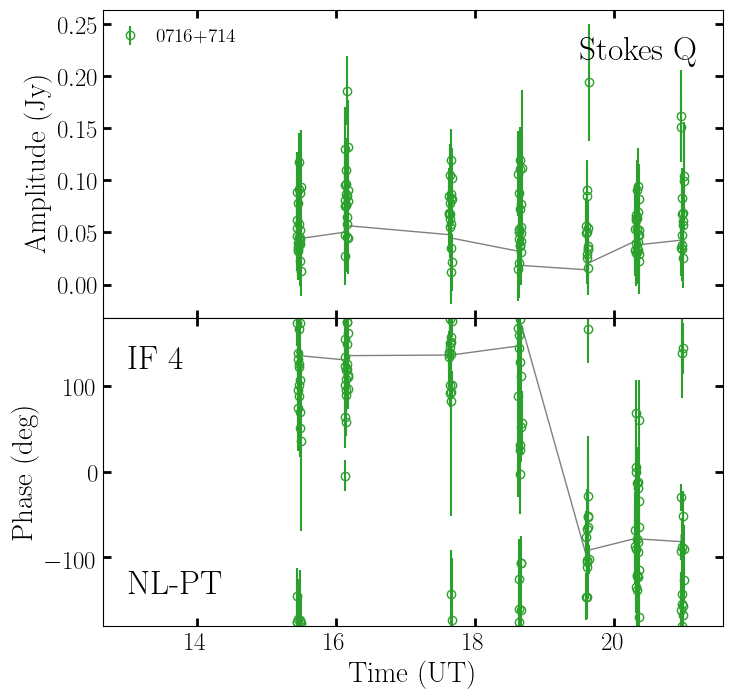 0716+714
Stokes Q
0.25
0.20
0.15
0.10
0.05
0.00
Amplitude (Jy)
IF 4
100
0
−100
Phase (deg)
NL-PT
14 16 18 20
Time (UT)